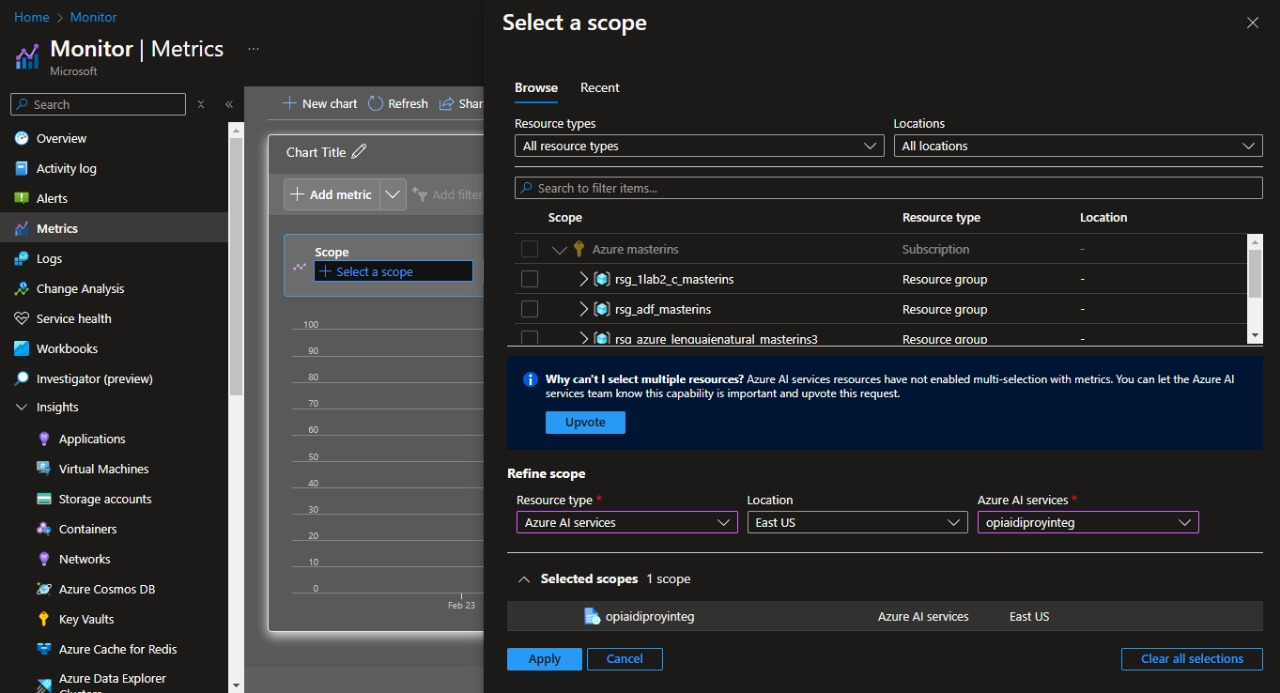 Home > Monitor
Monitor | Metrics ...
Microsoft
Search
Overview
Activity log
Alerts
Metrics
Logs
Change Analysis
Service health
Workbooks
Investigator (preview)
Insights
Applications
Virtual Machines
Storage accounts
Containers
Networks
Azure Cosmos DB
Key Vaults
Azure Cache for Redis
Azure Data Explorer
Clusters
New chart Refresh Shar
Chart Title
Add metric Add filter
Scope
Select a scope
100
90
80
70
60
50
40
30
20
10
0
Feb 23
Select a scope
Browse Recent
Resource types Locations
All resource types All locations
Search to filter items...
Scope Resource type Location
Azure masterins Subscription -
rsg_1lab2_c_masterins Resource group -
rsg_adf_masterins Resource group -
rsg_azure_lenguajenatural_masterins3 Resource group -
Why can't I select multiple resources? Azure AI services resources have not enabled multi-selection with metrics. You can let the Azure AI
services team know this capability is important and upvote this request.
Upvote
Refine scope
Resource type * Location Azure AI services *
Azure AI services East US opiaidiproyinteg
Selected scopes 1 scope
opiaidiproyinteg Azure AI services East US
Apply Cancel Clear all selections